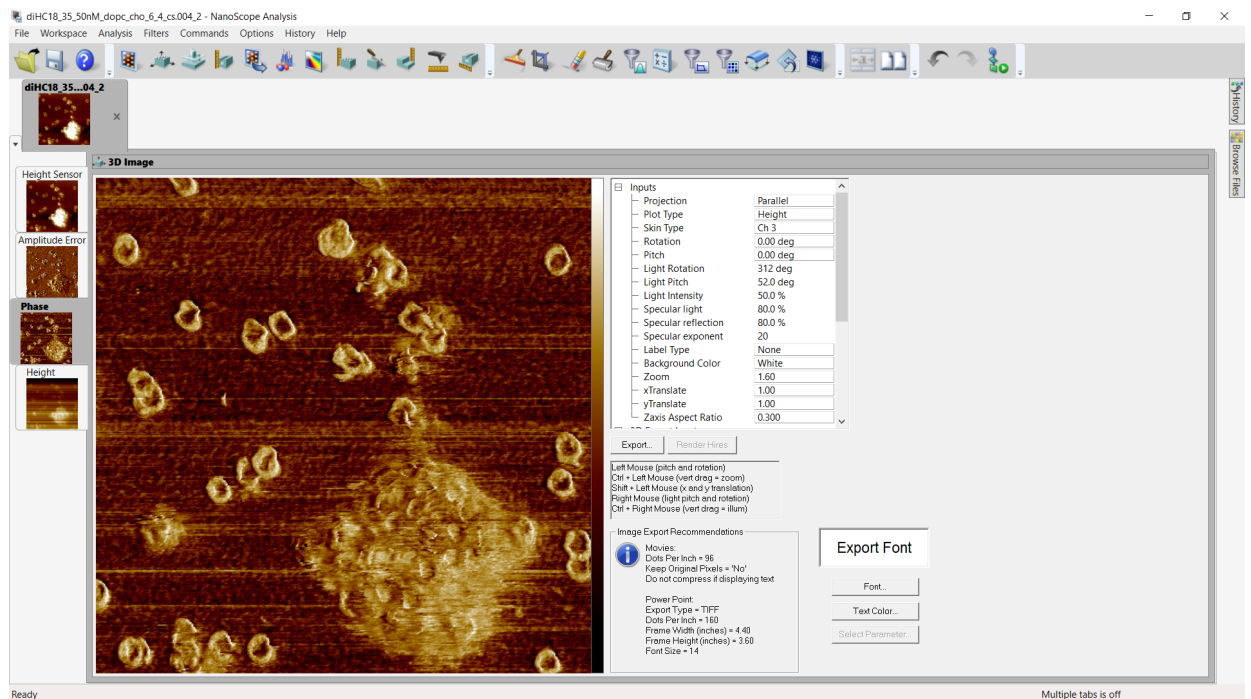 diHC18_35_50nM_dopc_cho_6_4_cs.004_2 - NanoScope Analysis
File Workspace Analysis Filters Commands Options History Help
diHC18_35...04_2
3D Image
Height Sensor
Amplitude Error
Phase
Height
Inputs
Projection Parallel
Plot Type Height
Skin Type Ch 3
Rotation 0.00 deg
Pitch 0.00 deg
Light Rotation 312 deg
Light Pitch 52.0 deg
Light Intensity 50.0 %
Specular light 80.0 %
Specular reflection 80.0 %
Specular exponent 20
Label Type None
Background Color White
Zoom 1.60
xTranslate 1.00
yTranslate 1.00
Zaxis Aspect Ratio 0.300
Export... Render Hires
Left Mouse (pitch and rotation)
Ctrl + Left Mouse (vert drag = zoom)
Shift + Left Mouse (x and y translation)
Right Mouse (light pitch and rotation)
Ctrl + Right Mouse (vert drag = illum)
Image Export Recommendations
Movies:
Dots Per Inch = 96
Keep Original Pixels = 'No'
Do not compress if displaying text
Power Point:
Export Type = TIFF
Dots Per Inch = 160
Frame Width (inches) = 4.40
Frame Height (inches) = 3.60
Font Size = 14
Export Font
Font...
Text Color...
Select Parameter...
History
Browse Files
Ready
Multiple tabs is off